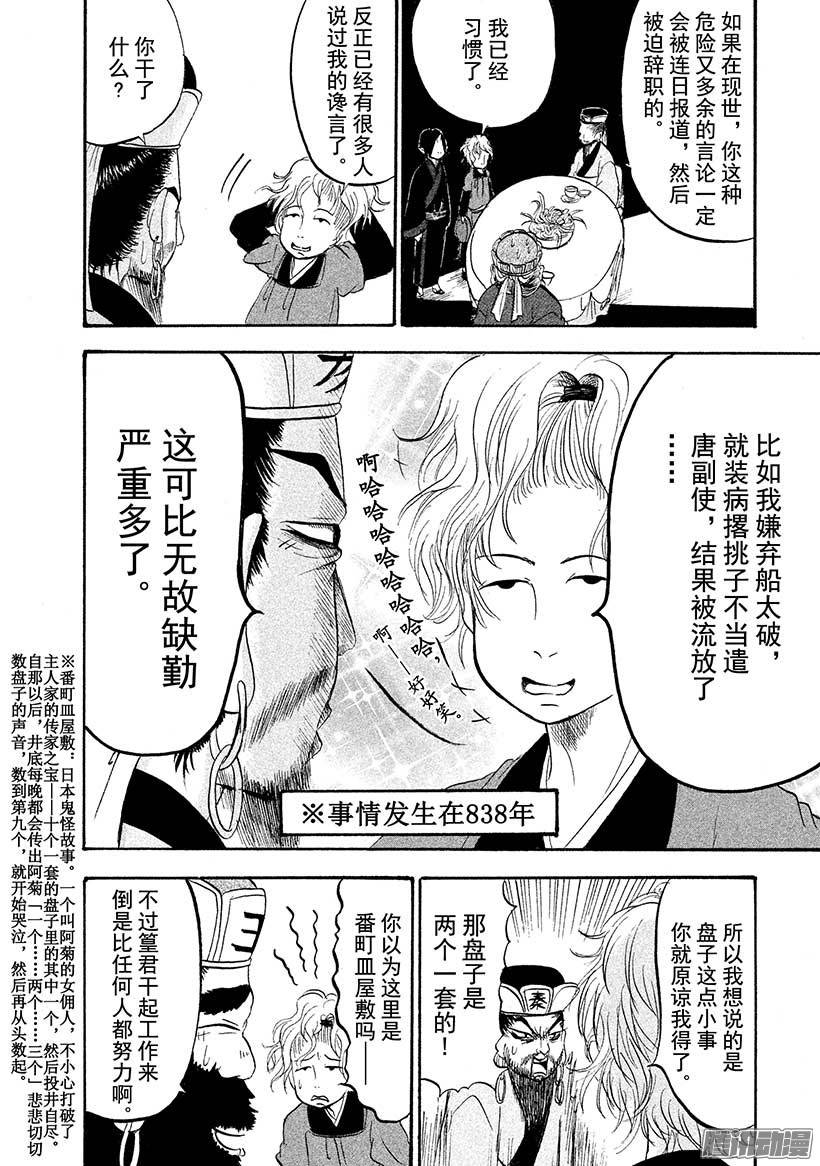 如果在现世，你这种
危险又多余的言论一定
会被连日报道，然后
被迫辞职的。
我已经
习惯了。
反正已经有很多人
说过我的谗言了。
你干了
什么？
比如我嫌弃船太破，
就装病撂挑子不当遣
唐副使，结果被流放了
……
啊哈哈哈哈哈哈哈，
啊——好好笑。
这可比无故缺勤
严重多了。
※事情发生在838年
所以我想说的是
盘子这点小事
你就原谅我得了。
那盘子是
两个一套的！
你以为这里是
番町皿屋敷吗——
不过篁君干起工作来
倒是比任何人都努力啊。
※番町皿屋敷：日本鬼怪故事。一个叫阿菊的女佣人，不小心打破了
主人家的传家之宝——十个一套的盘子里的其中一个，然后投井自尽。
自那以后，井底每晚都会传出阿菊「一个……两个……三个」悲悲切切
数盘子的声音，数到第九个，就开始哭泣，然后再从头数起。
腾讯动漫